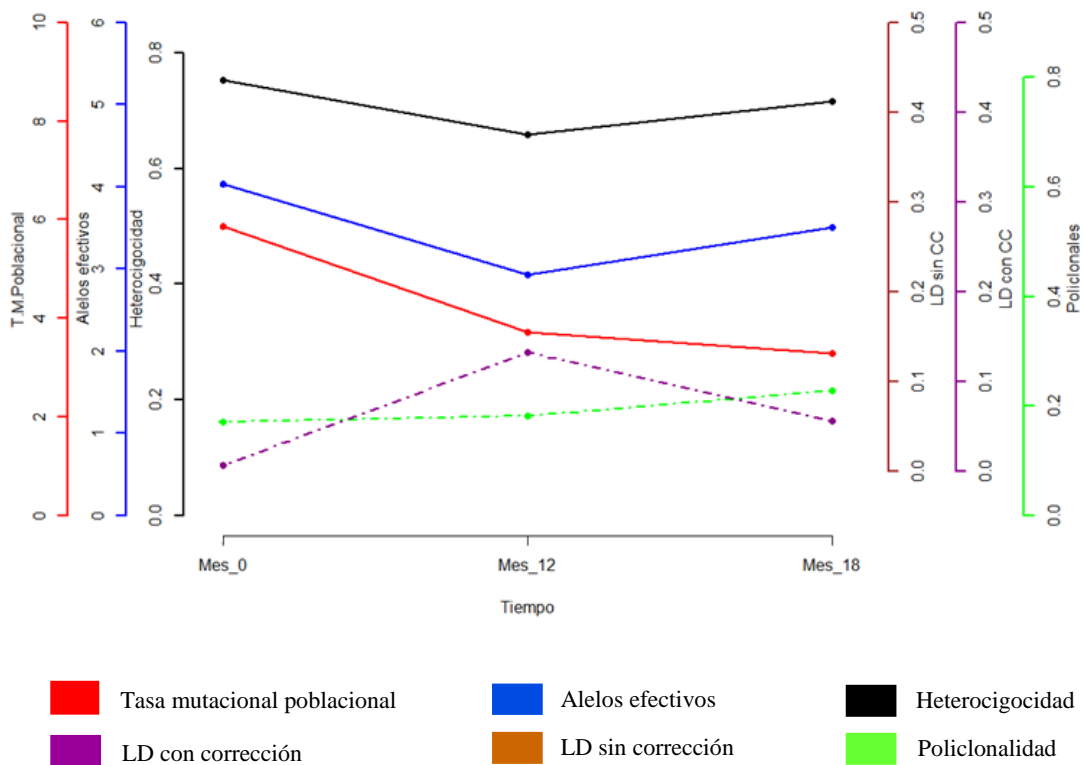 T.M.Poblacional
0 2 4 6 8 10
Alelos efectivos
0 1 2 3 4 5 6
Heterocigocidad
0.0 0.2 0.4 0.6 0.8
LD sin CC
0.0 0.1 0.2 0.3 0.4 0.5
LD con CC
0.0 0.1 0.2 0.3 0.4 0.5
Policlonales
0.0 0.2 0.4 0.6 0.8
Mes_0 Mes_12 Mes_18
Tiempo
Tasa mutacional poblacional Alelos efectivos Heterocigocidad
LD con corrección LD sin corrección Policlonalidad